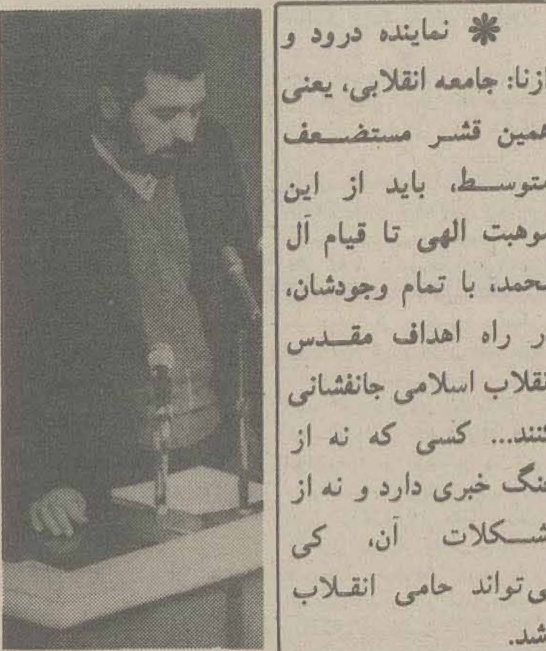 ❋ نماینده درود و
ازنا: جامعه انقلابی، یعنی
همین قشر مستضعف
متوسط، باید از این
موهبت الهی تا قیام آل
محمد، با تمام وجودشان،
در راه اهداف مقدس
انقلاب اسلامی جانفشانی
کنند... کسی که نه از
جنگ خبری دارد و نه از
مشکلات آن، کی
می‌تواند حامی انقلاب
باشد.